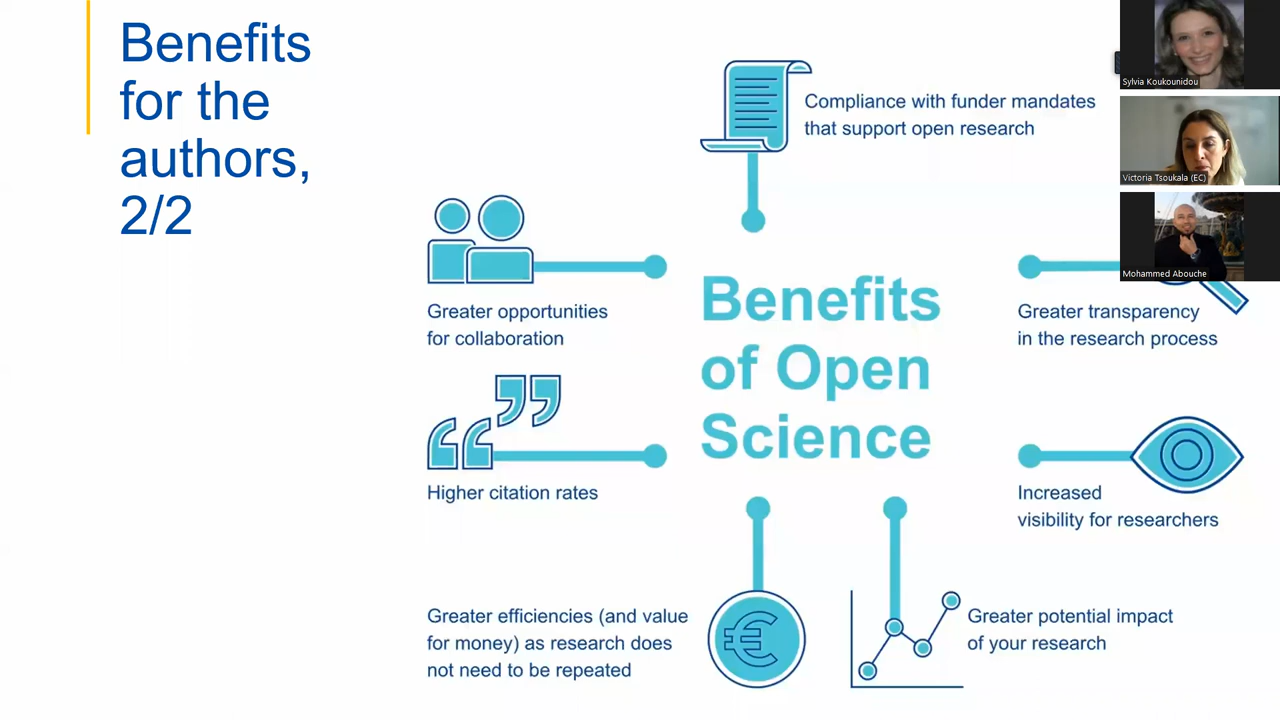 Benefits
for the
authors,
2/2
Compliance with funder mandates
that support open research
Greater opportunities
for collaboration
Benefits
of Open
Science
Greater transparency
in the research process
Higher citation rates
Increased
visibility for researchers
Greater efficiencies (and value
for money) as research does
not need to be repeated
Greater potential impact
of your research
Sylvia Koukounidou
Victoria Tsoukala (EC)
Mohammed Abouche